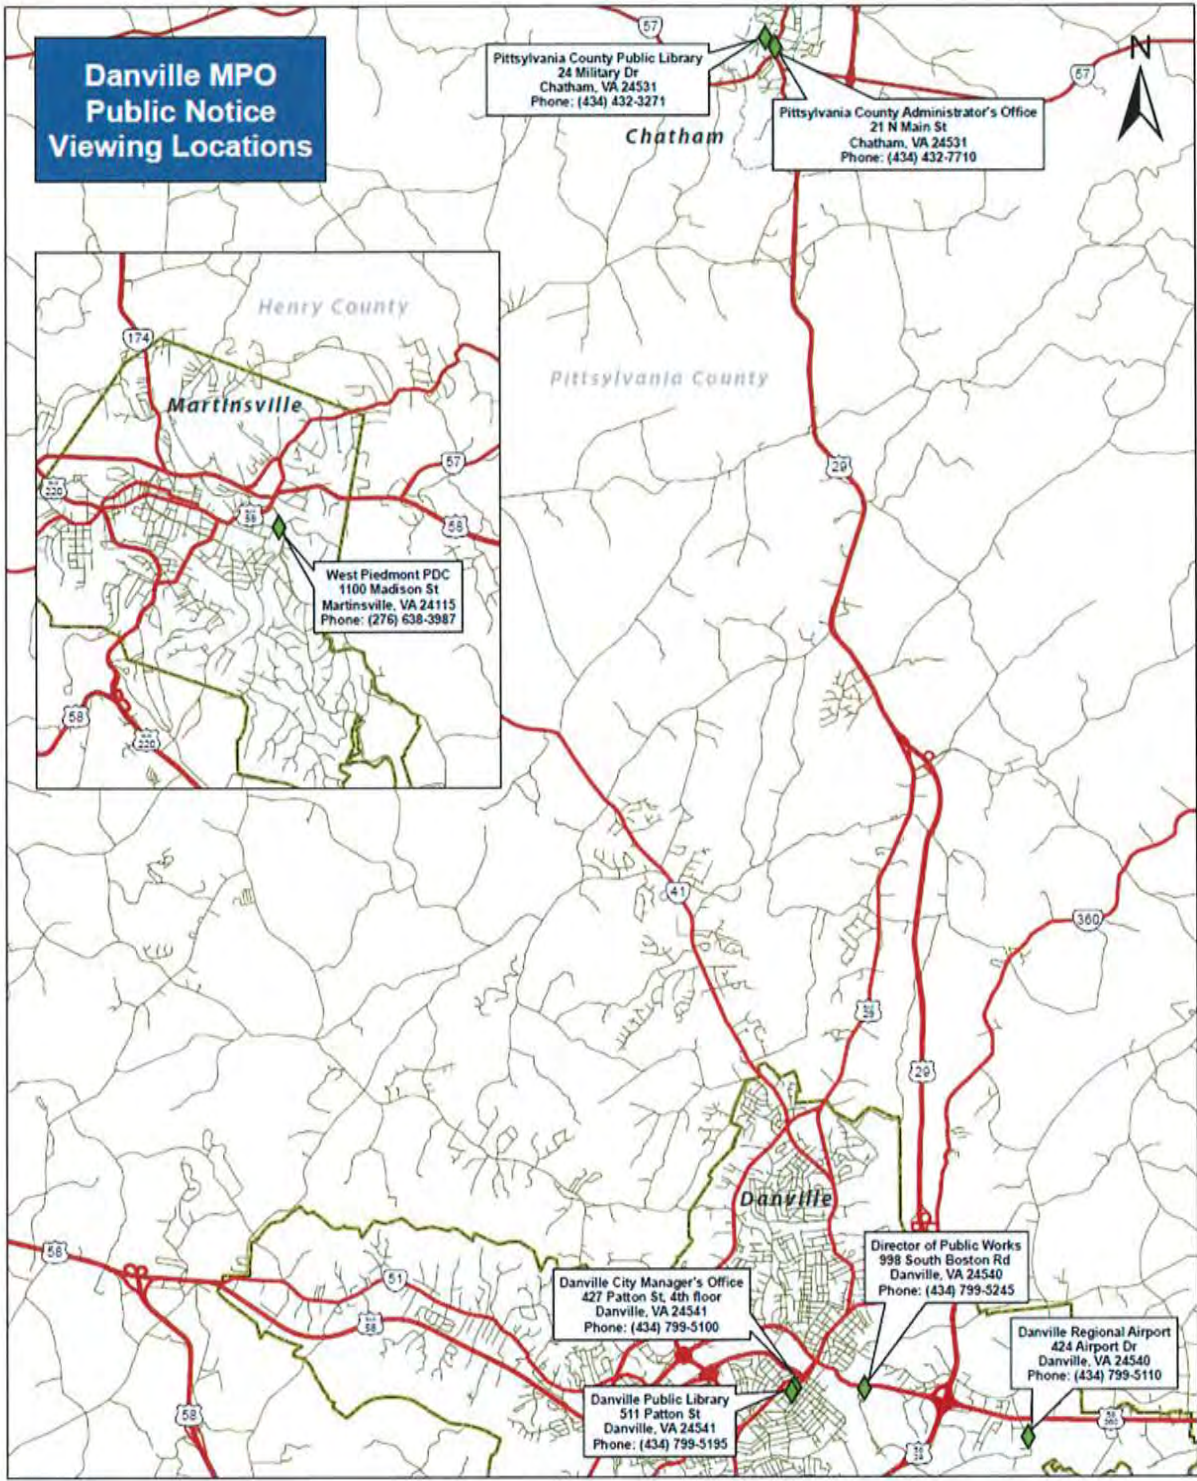 Danville MPO
Public Notice
Viewing Locations
57
Pittsylvania County Public Library
24 Military Dr
Chatham, VA 24531
Phone: (434) 432-3271
N
57
Pittsylvania County Administrator's Office
21 N Main St
Chatham, VA 24531
Phone: (434) 432-7710
Chatham
Henry County
174
Martinsville
57
220
58
58
West Piedmont PDC
1100 Madison St
Martinsville, VA 24115
Phone: (276) 638-3987
58
220
Pittsylvania County
29
41
360
29
29
Danville
58
51
58
58
Danville City Manager's Office
427 Patton St, 4th floor
Danville, VA 24541
Phone: (434) 799-5100
Director of Public Works
998 South Boston Rd
Danville, VA 24540
Phone: (434) 799-5245
Danville Regional Airport
424 Airport Dr
Danville, VA 24540
Phone: (434) 799-5110
Danville Public Library
511 Patton St
Danville, VA 24541
Phone: (434) 799-5195
58
360